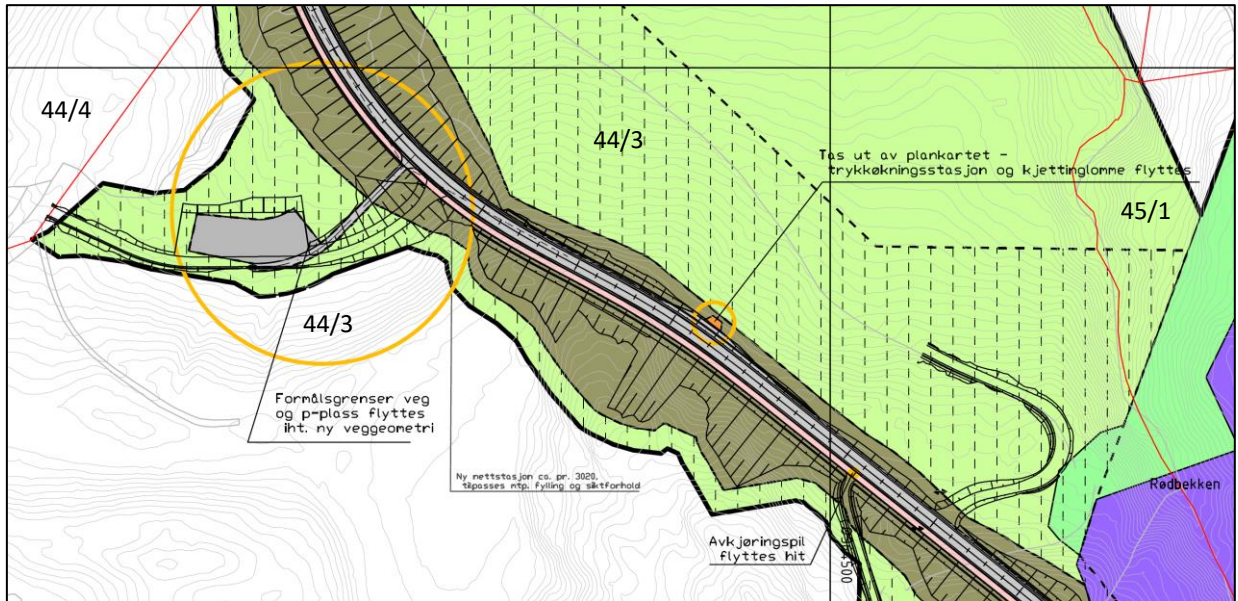 44/4
44/3
Tas ut av plankartet -
trykkøkningsstasjon og kjettinglomme flyttes
45/1
44/3
Formålsgrenser veg
og p-plass flyttes
iht. ny veggeometri
Ny nettstasjon ca. pr. 3020,
tilpasses mtp. fylling og siktforhold
Rødbekken
Avkjøringspil
flyttes hit